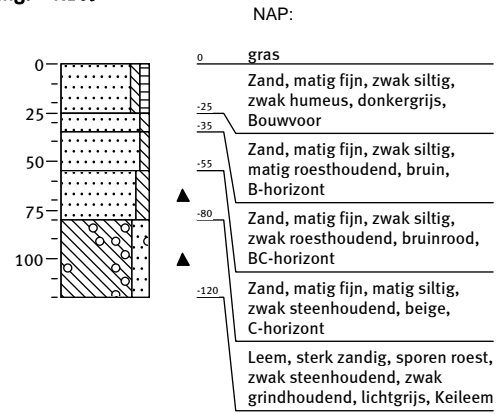 NAP:
0
25
50
75
100
0
gras
Zand, matig fijn, zwak siltig,
zwak humeus, donkergrijs,
Bouwvoor
-25
Zand, matig fijn, zwak siltig,
matig roesthoudend, bruin,
B-horizont
-35
Zand, matig fijn, zwak siltig,
zwak roesthoudend, bruinrood,
BC-horizont
-55
Zand, matig fijn, matig siltig,
zwak steenhoudend, beige,
C-horizont
-80
Leem, sterk zandig, sporen roest,
zwak steenhoudend, zwak
grindhoudend, lichtgrijs, Keileem
-120